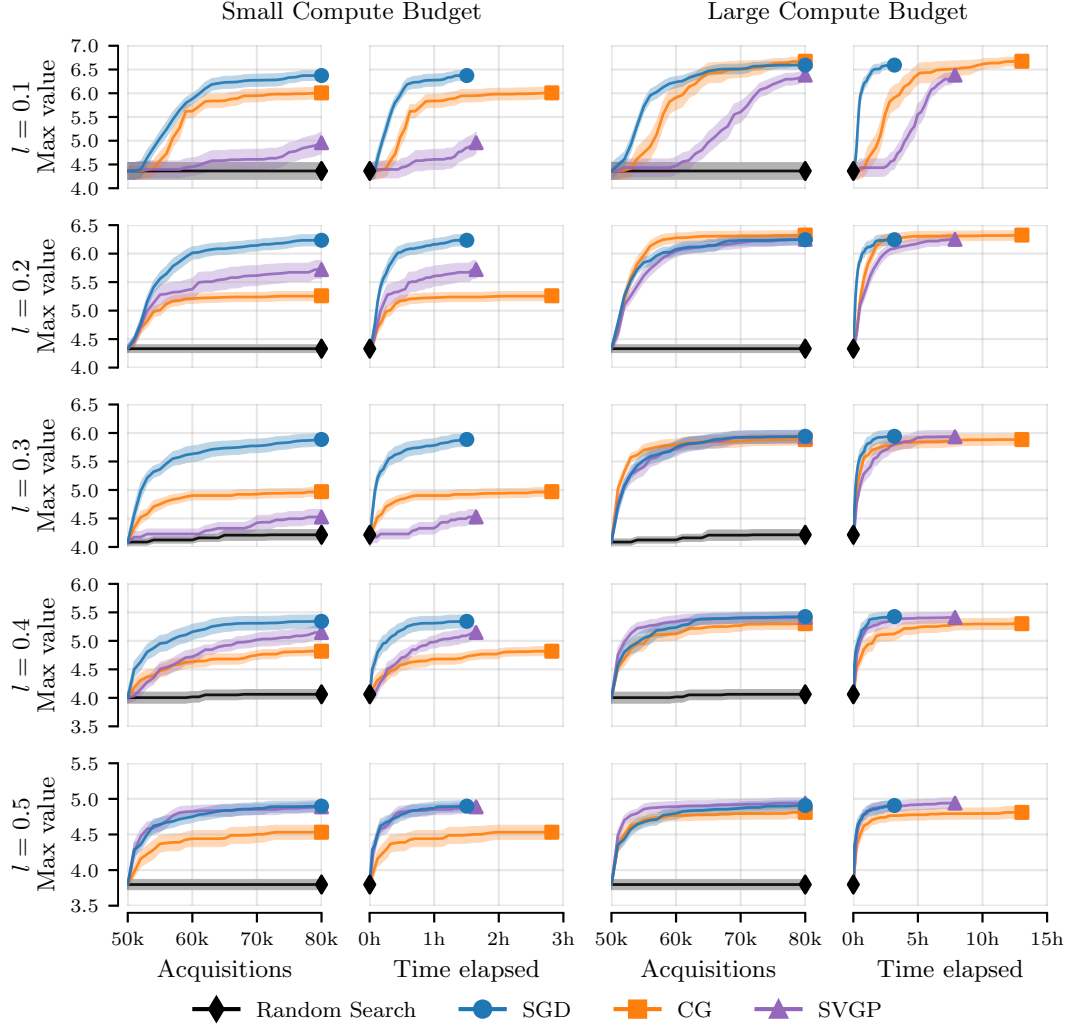 Small Compute Budget
Large Compute Budget
l = 0.1
Max value
7.0
6.5
6.0
5.5
5.0
4.5
4.0
l = 0.2
Max value
6.5
6.0
5.5
5.0
4.5
4.0
l = 0.3
Max value
6.5
6.0
5.5
5.0
4.5
4.0
l = 0.4
Max value
6.0
5.5
5.0
4.5
4.0
3.5
l = 0.5
Max value
5.5
5.0
4.5
4.0
3.5
50k 60k 70k 80k
0h 1h 2h 3h
50k 60k 70k 80k
0h 5h 10h 15h
Acquisitions
Time elapsed
Acquisitions
Time elapsed
Random Search SGD CG SVGP